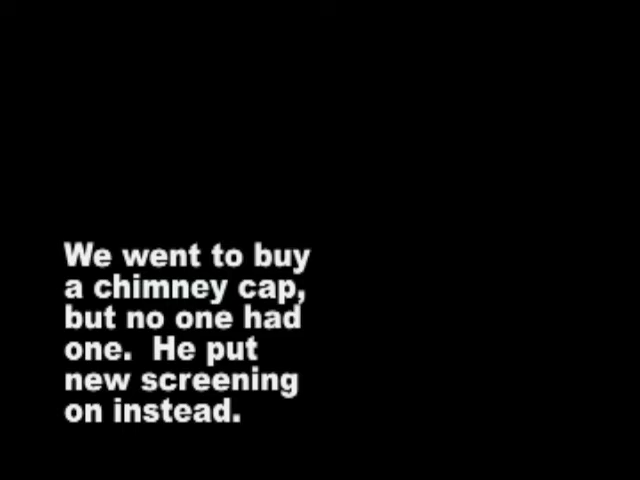 We went to buy
a chimney cap,
but no one had
one.  He put
new screening
on instead.